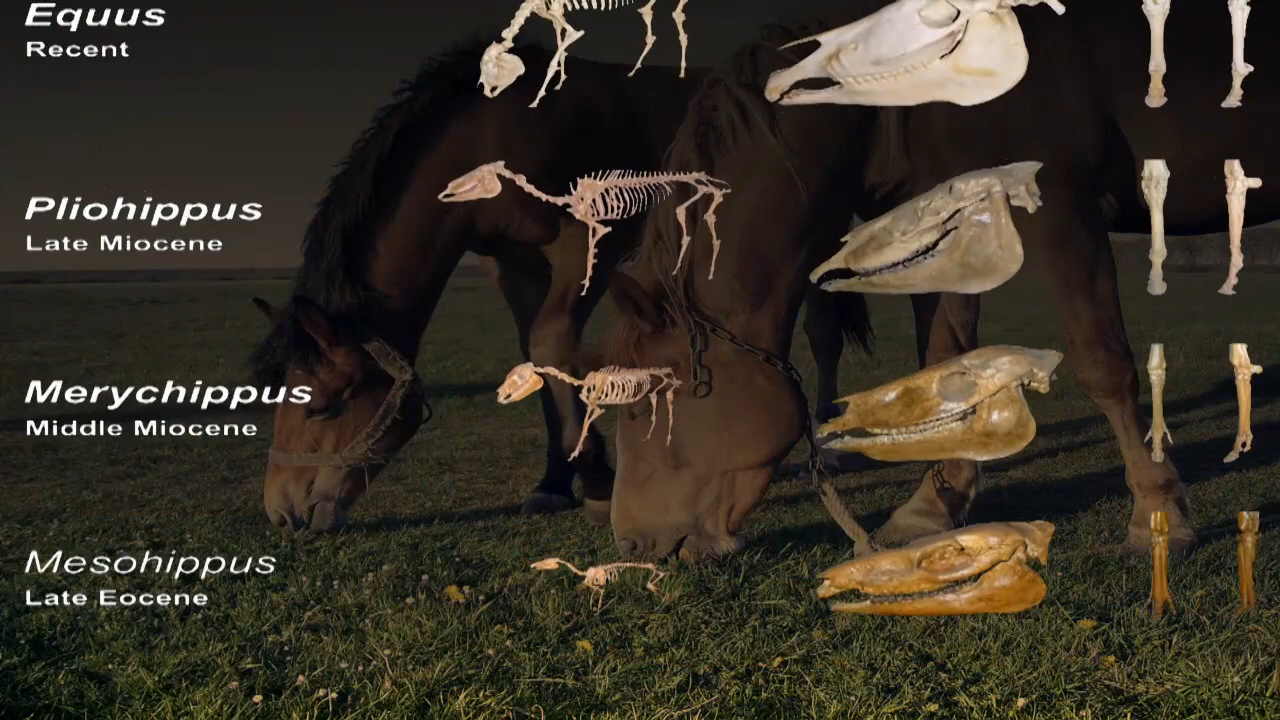 Equus
Recent
Pliohippus
Late Miocene
Merychippus
Middle Miocene
Mesohippus
Late Eocene